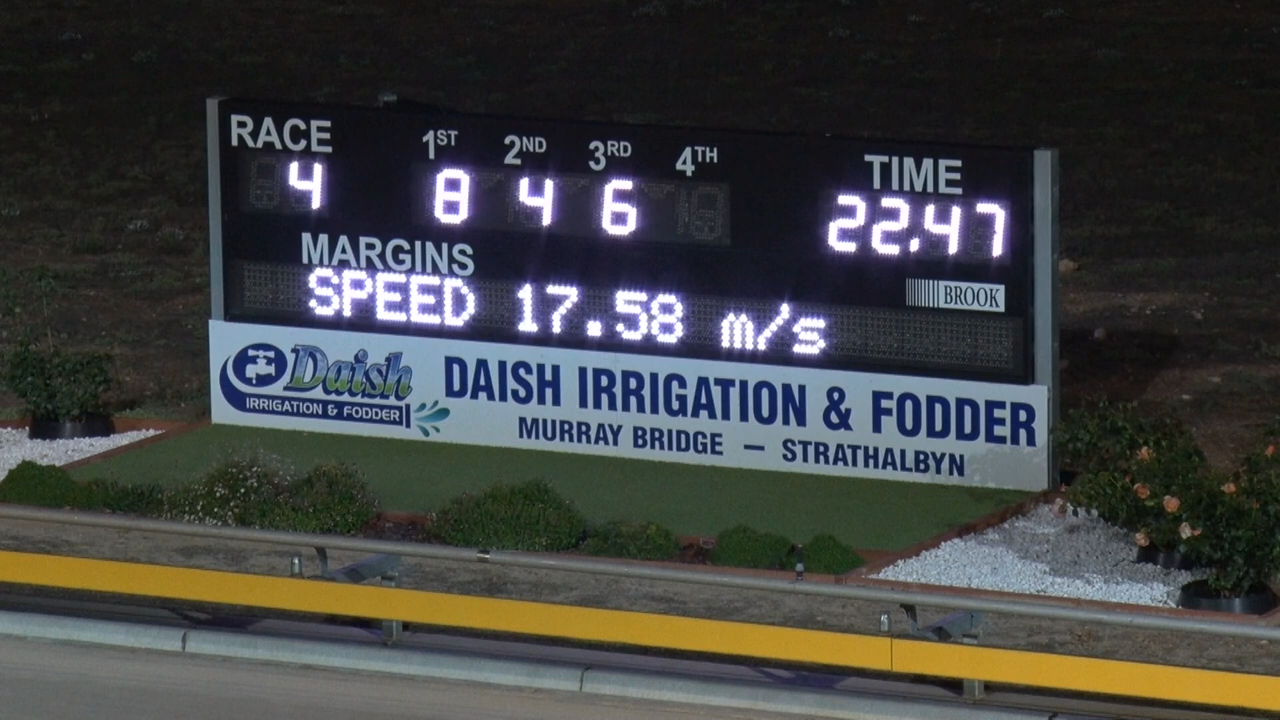 RACE 1ST 2ND 3RD 4TH TIME
4 8 4 6 22.47
MARGINS
SPEED 17.58 m/s
BROOK
Daish
IRRIGATION & FODDER
DAISH IRRIGATION & FODDER
MURRAY BRIDGE — STRATHALBYN